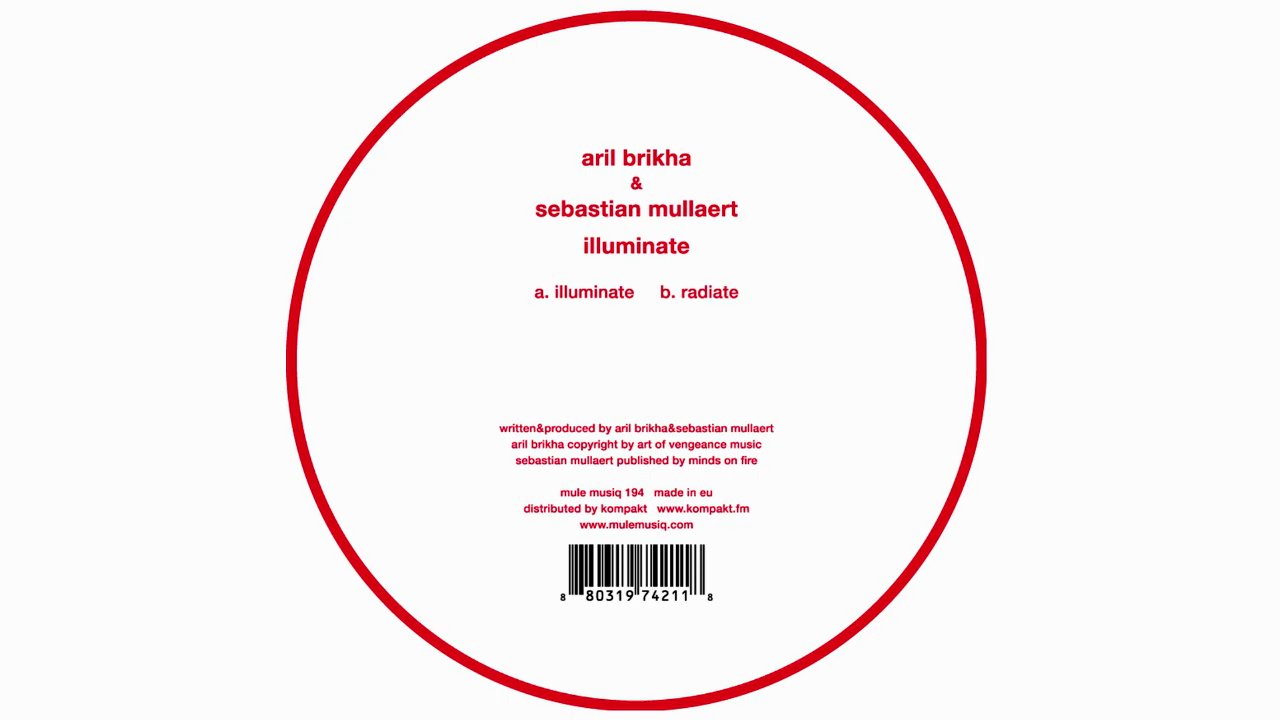 aril brikha
&
sebastian mullaert
illuminate
a. illuminate b. radiate
written&produced by aril brikha&sebastian mullaert
aril brikha copyright by art of vengeance music
sebastian mullaert published by minds on fire
mule musiq 194 made in eu
distributed by kompakt www.kompakt.fm
www.mulemusiq.com
8 80319 74211 8